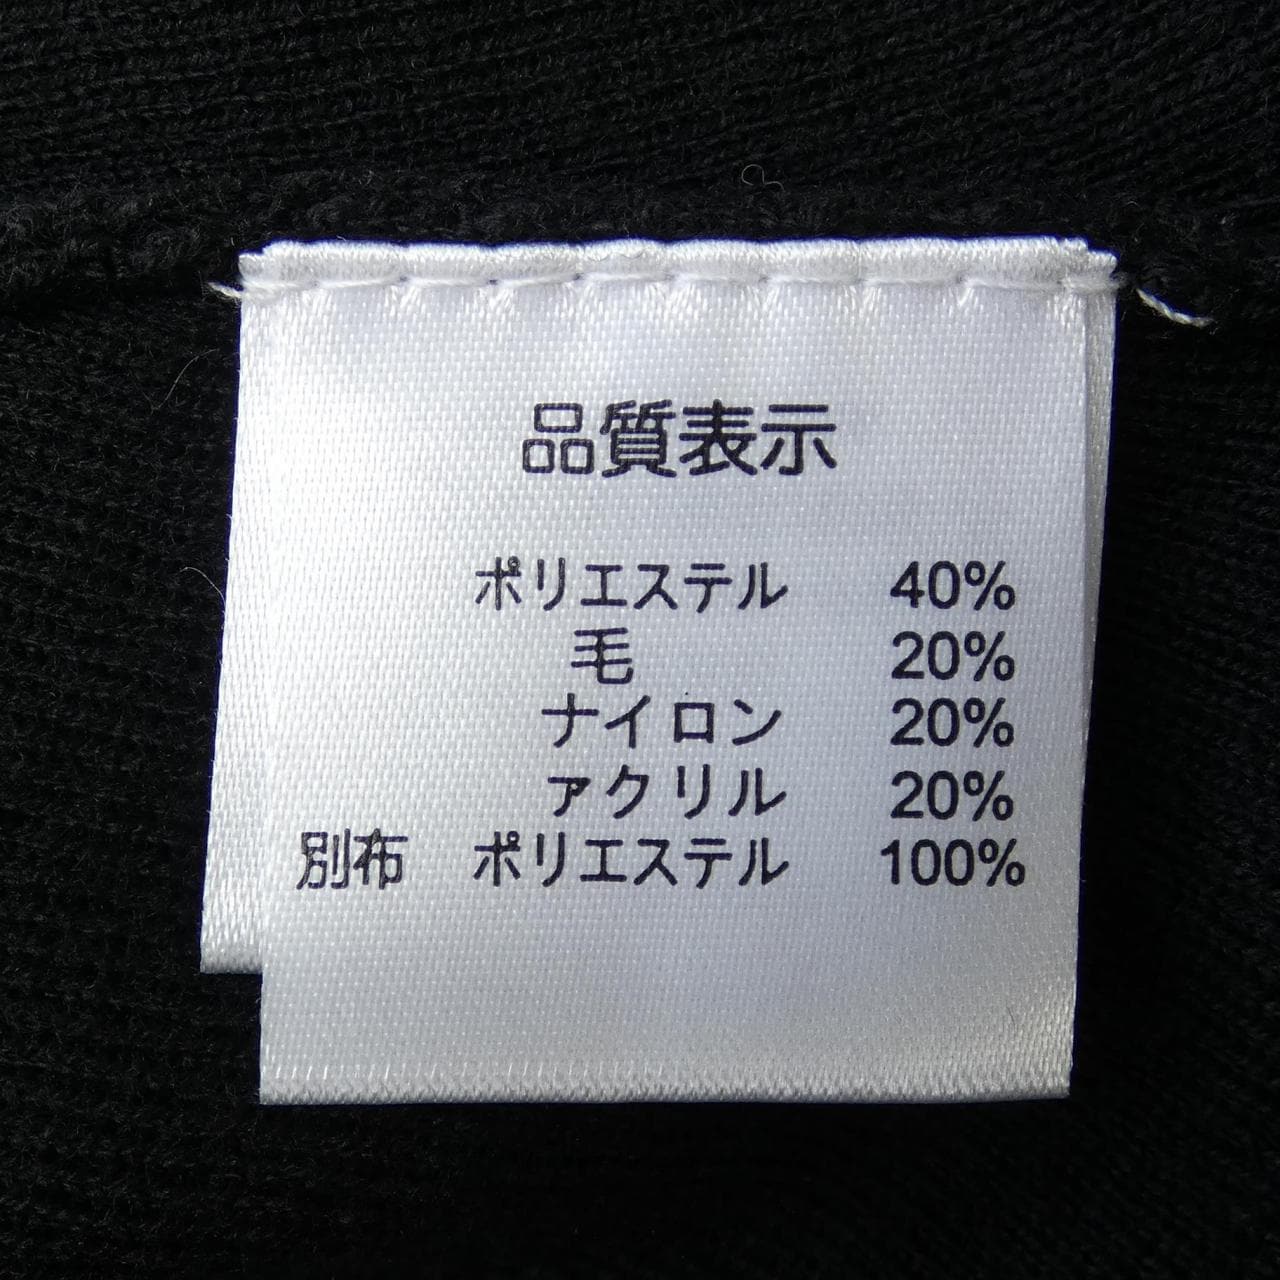 品質表示
ポリエステル 40%
毛 20%
ナイロン 20%
ァクリル 20%
別布 ポリエステル 100%